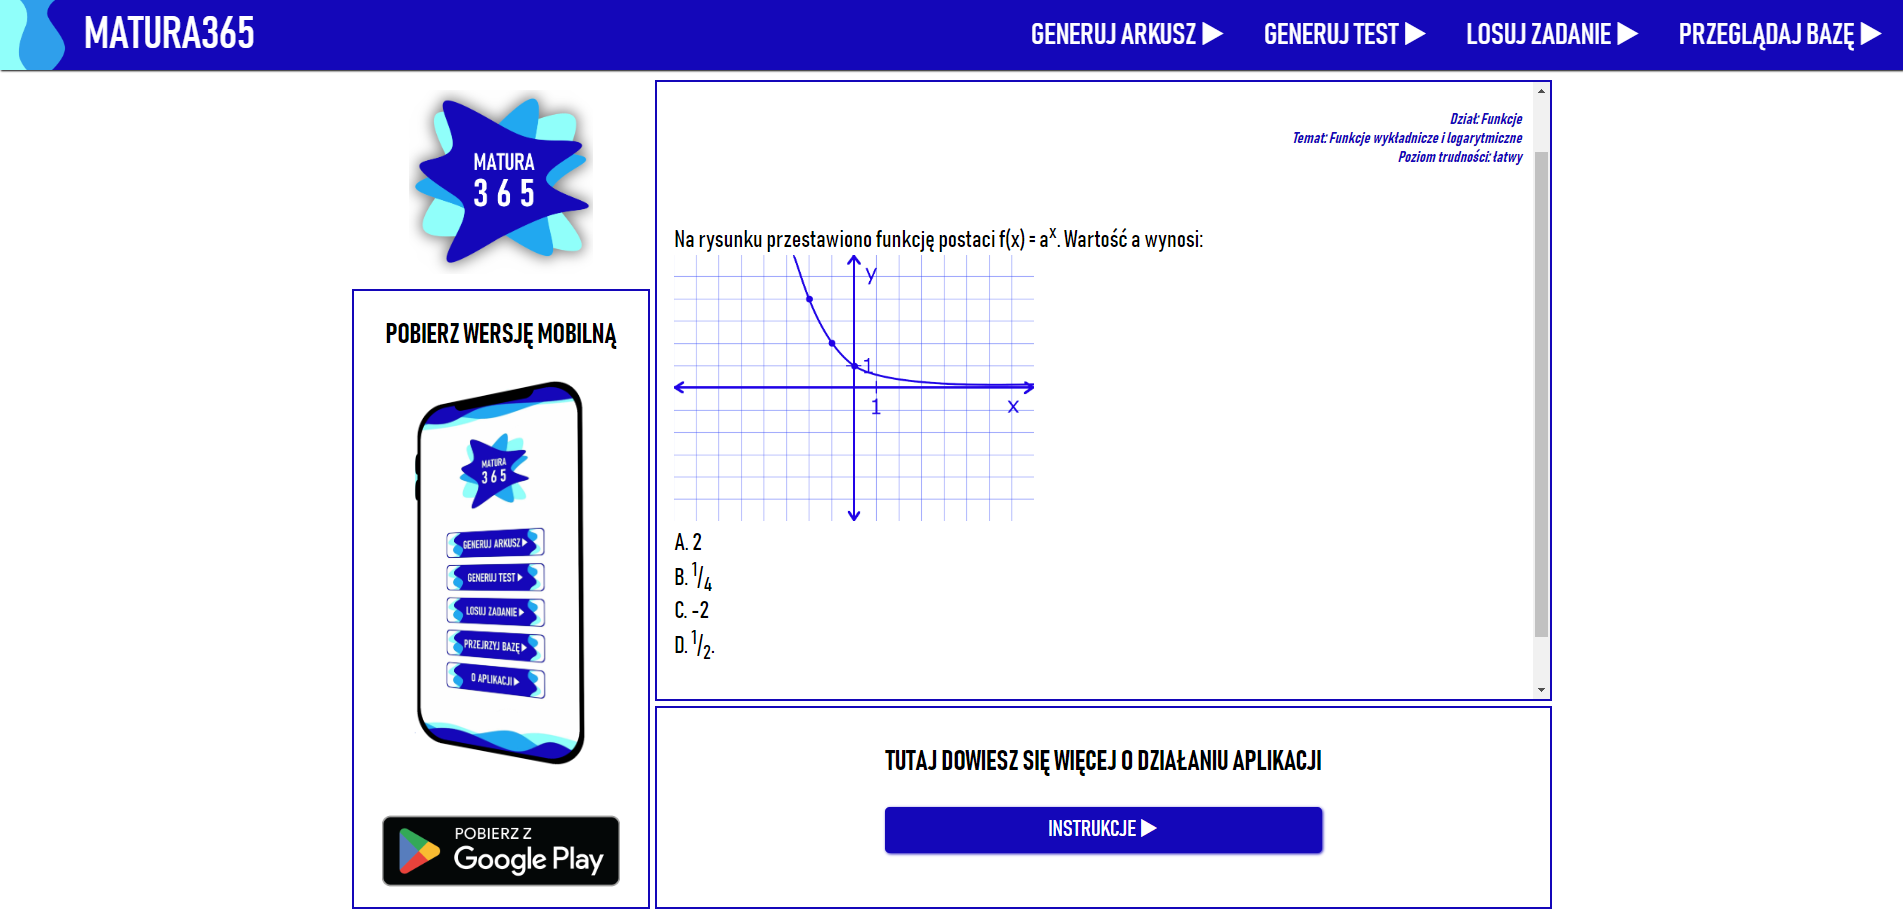 MATURA365
GENERUJ ARKUSZ ▶
GENERUJ TEST ▶
LOSUJ ZADANIE ▶
PRZEGLĄDAJ BAZĘ ▶
MATURA
3 6 5
POBIERZ WERSJĘ MOBILNĄ
MATURA
3 6 5
GENERUJ ARKUSZ ▶
GENERUJ TEST ▶
LOSUJ ZADANIE ▶
PRZEJRZYJ BAZĘ ▶
O APLIKACJI ▶
POBIERZ Z
Google Play
Dział: Funkcje
Temat: Funkcje wykładnicze i logarytmiczne
Poziom trudności: łatwy
Na rysunku przestawiono funkcję postaci f(x) = aˣ. Wartość a wynosi:
y
1
1
x
A. 2
B. 1/4
C. -2
D. 1/2.
TUTAJ DOWIESZ SIĘ WIĘCEJ O DZIAŁANIU APLIKACJI
INSTRUKCJE ▶